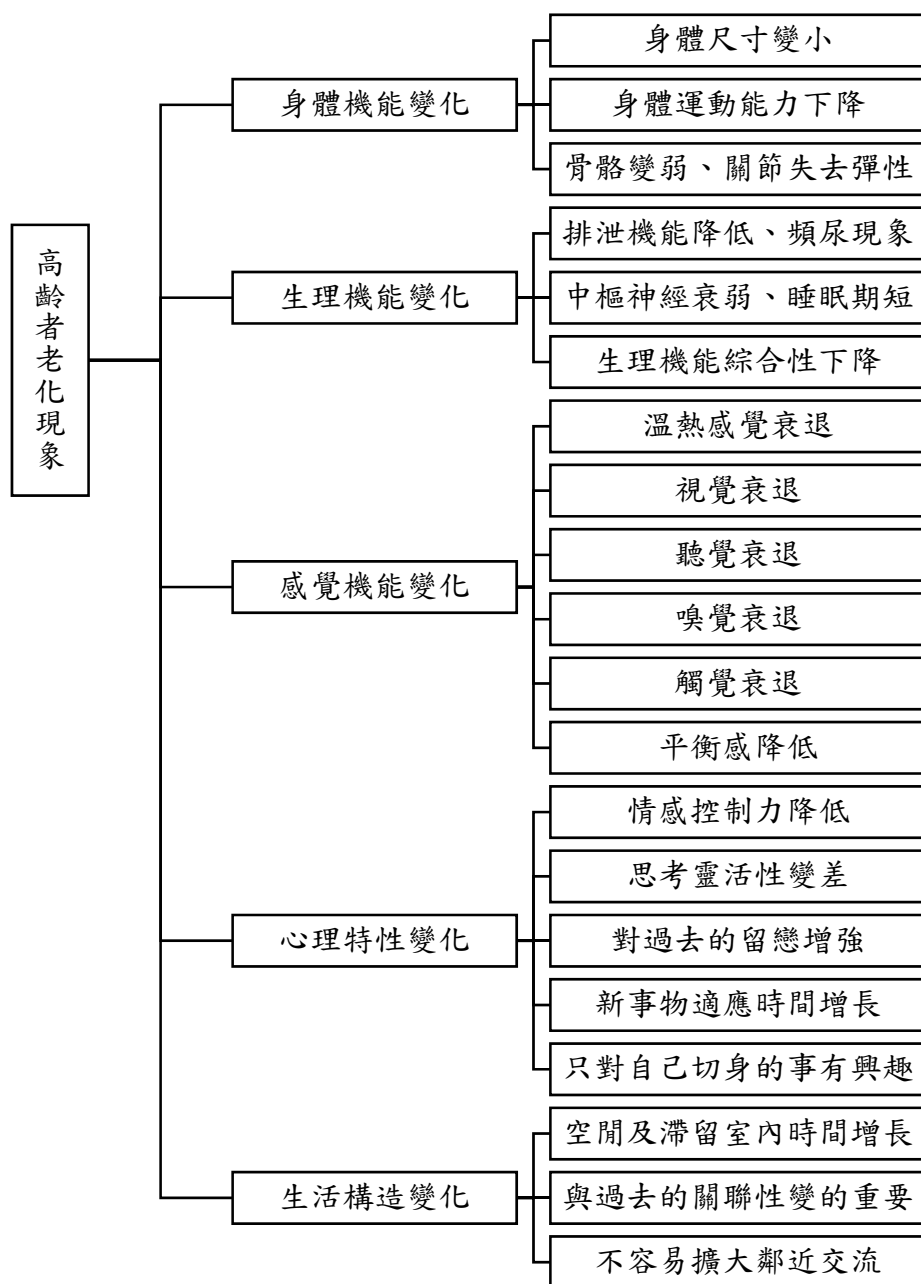 高齡者老化現象
身體機能變化
身體尺寸變小
身體運動能力下降
骨骼變弱、關節失去彈性
生理機能變化
排泄機能降低、頻尿現象
中樞神經衰弱、睡眠期短
生理機能綜合性下降
感覺機能變化
溫熱感覺衰退
視覺衰退
聽覺衰退
嗅覺衰退
觸覺衰退
平衡感降低
心理特性變化
情感控制力降低
思考靈活性變差
對過去的留戀增強
新事物適應時間增長
只對自己切身的事有興趣
生活構造變化
空閒及滯留室內時間增長
與過去的關聯性變的重要
不容易擴大鄰近交流